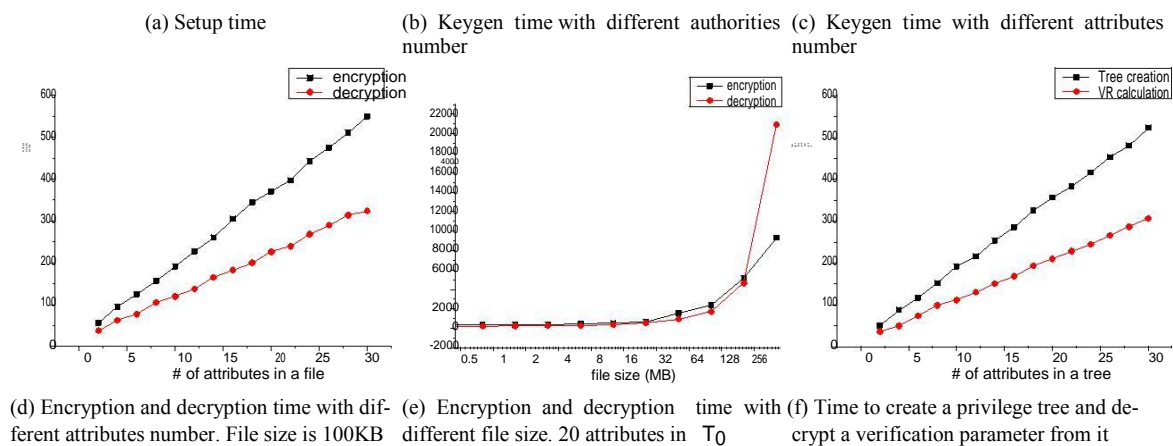 (a) Setup time
(b) Keygen time with different authorities
number
(c) Keygen time with different attributes
number
encryption
decryption
600
500
400
300
200
100
0
0 5 10 15 20 25 30
# of attributes in a file
encryption
decryption
22000
20000
18000
4000
16000
14000
12000
10000
8000
6000
4000
2000
0
-2000
0.5 1 2 4 8 16 32 64 128 256
file size (MB)
Tree creation
VR calculation
600
500
400
300
200
100
0
0 5 10 15 20 25 30
# of attributes in a tree
(d) Encryption and decryption time with dif-
ferent attributes number. File size is 100KB
(e) Encryption and decryption time with
different file size. 20 attributes in T0
(f) Time to create a privilege tree and de-
crypt a verification parameter from it